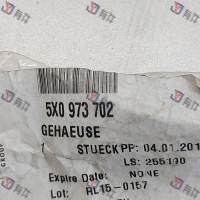 5X0 973 702
GEHAEUSE
1 STUECK PP: 04.01.201
LS: 255190
Expire Date: NONE
Lot: RL15-0157